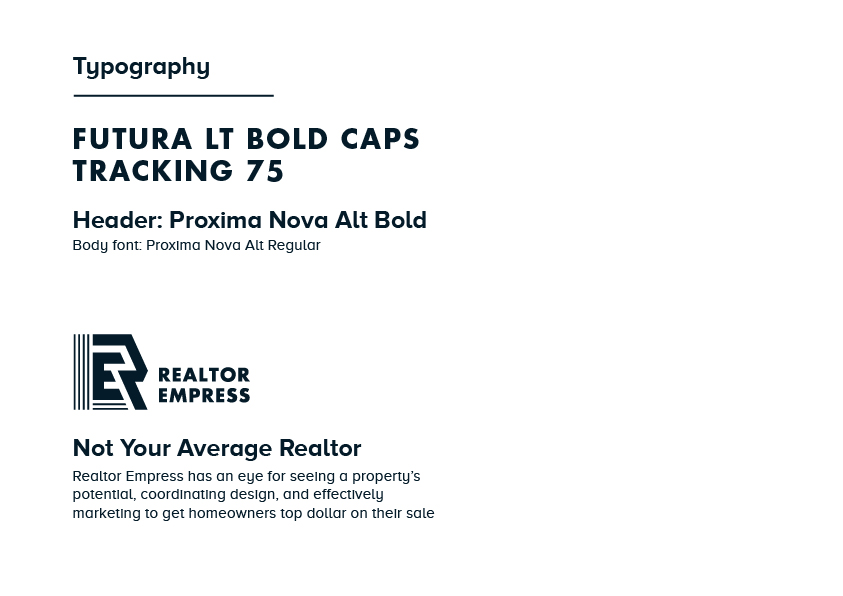 Typography
FUTURA LT BOLD CAPS
TRACKING 75
Header: Proxima Nova Alt Bold
Body font: Proxima Nova Alt Regular
ER
REALTOR
EMPRESS
Not Your Average Realtor
Realtor Empress has an eye for seeing a property’s
potential, coordinating design, and effectively
marketing to get homeowners top dollar on their sale